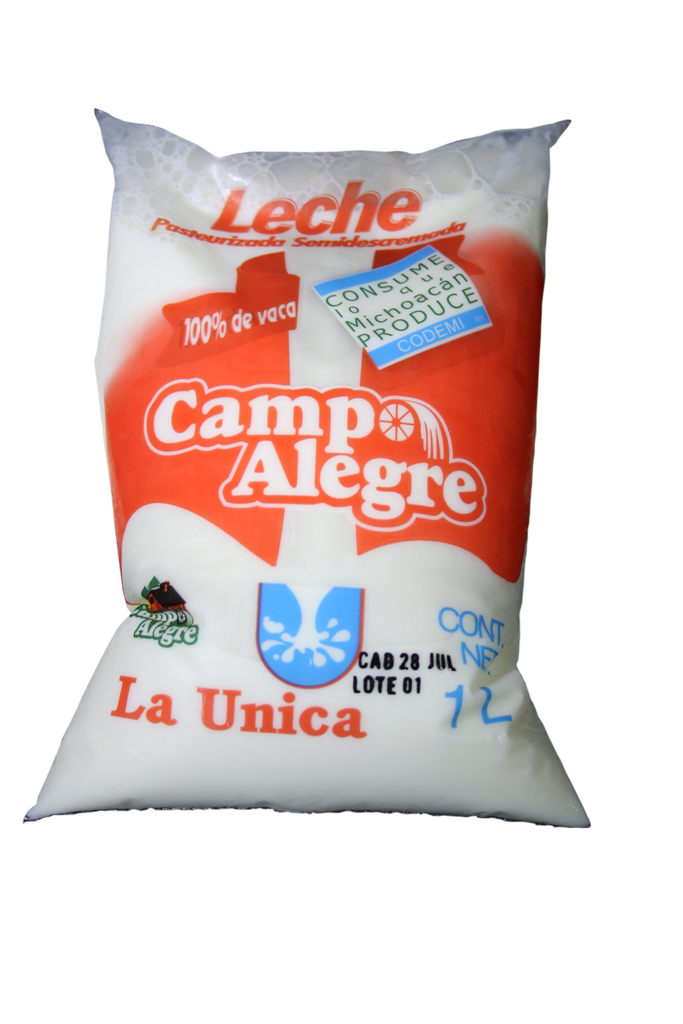 Leche
Pasteurizada Semidescremada
100% de vaca
CONSUME
lo que
Michoacán
PRODUCE
CODEMI
Campo
Alegre
Campo
Alegre
CAD 28 JUL
LOTE 01
CONT.
NET.
1 L
La Unica